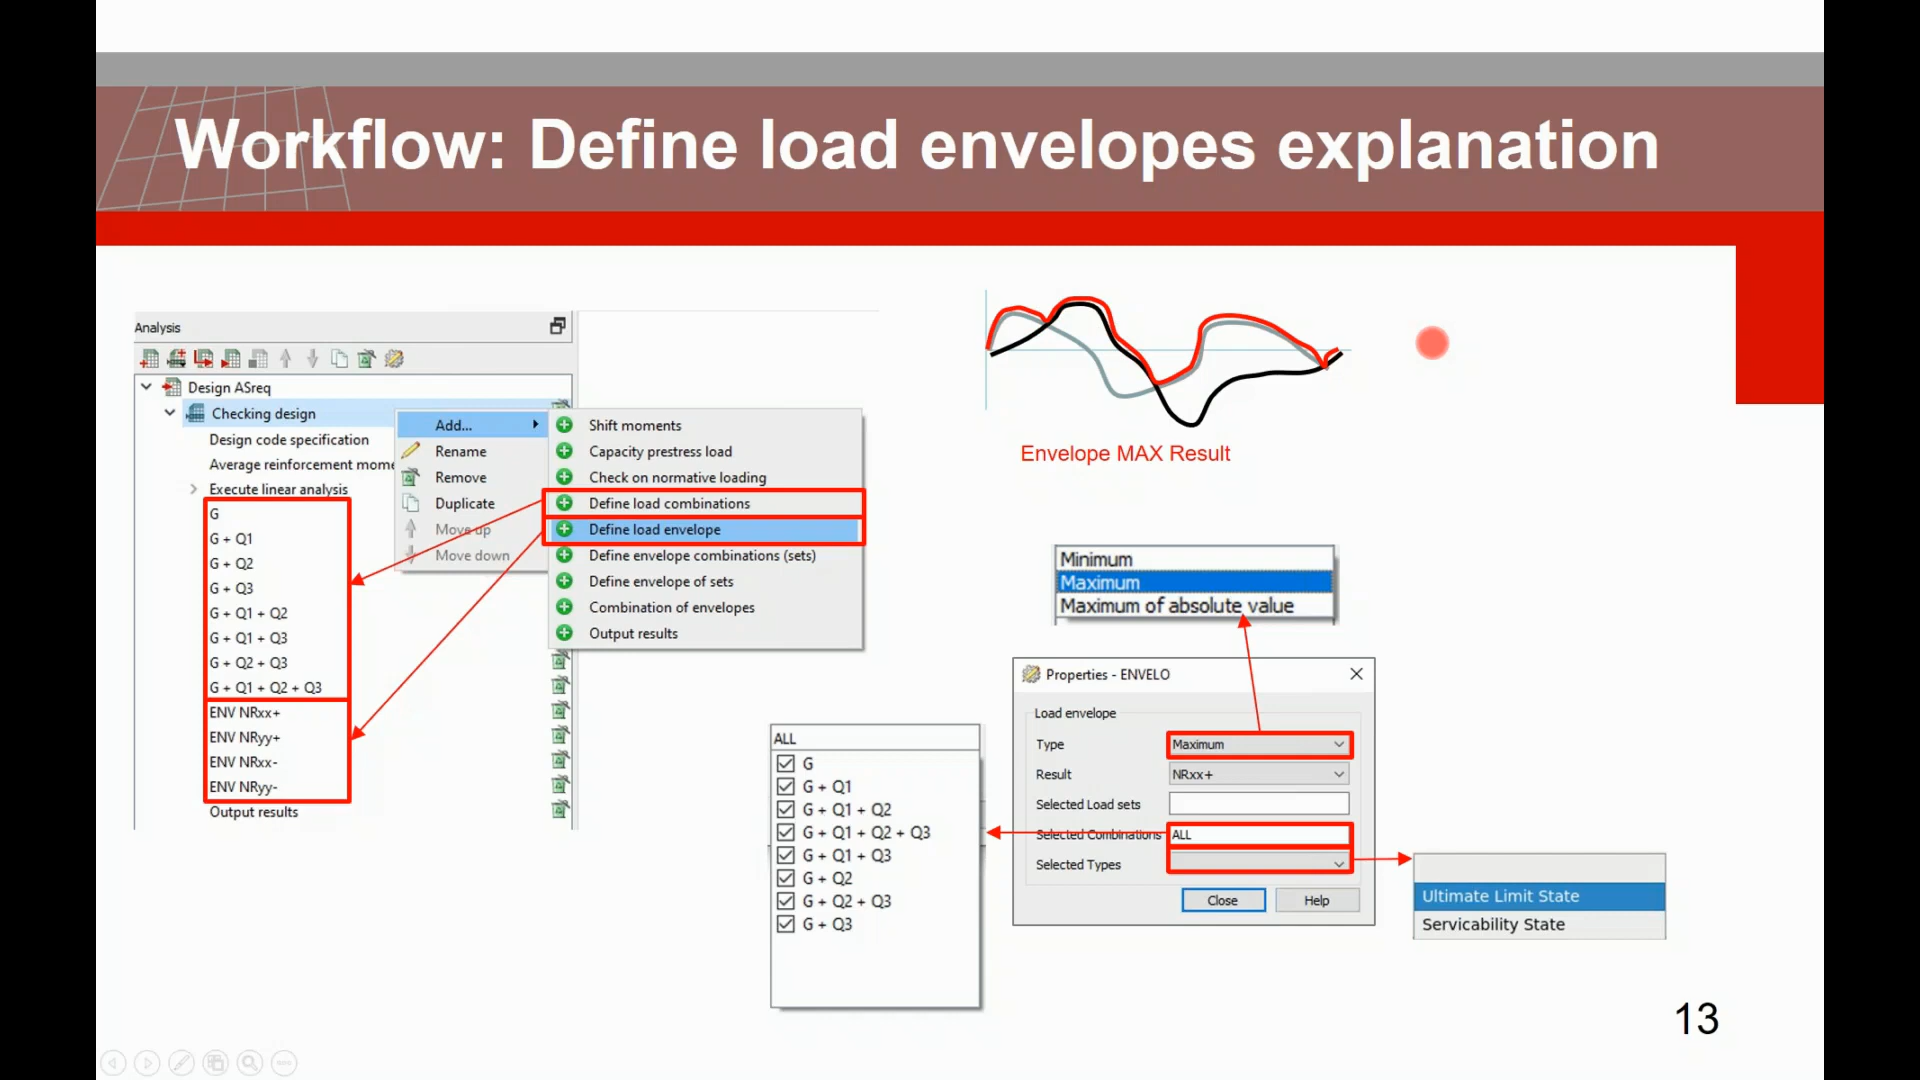 Workflow: Define load envelopes explanation
Analysis
Design ASreq
Checking design
Design code specification
Average reinforcement mome
Execute linear analysis
G
G + Q1
G + Q2
G + Q3
G + Q1 + Q2
G + Q1 + Q3
G + Q2 + Q3
G + Q1 + Q2 + Q3
ENV NRxx+
ENV NRyy+
ENV NRxx-
ENV NRyy-
Output results
Add...
Rename
Remove
Duplicate
Move up
Move down
Shift moments
Capacity prestress load
Check on normative loading
Define load combinations
Define load envelope
Define envelope combinations (sets)
Define envelope of sets
Combination of envelopes
Output results
Envelope MAX Result
Minimum
Maximum
Maximum of absolute value
ALL
G
G + Q1
G + Q1 + Q2
G + Q1 + Q2 + Q3
G + Q1 + Q3
G + Q2
G + Q2 + Q3
G + Q3
Properties - ENVELO
Load envelope
Type Maximum
Result NRxx+
Selected Load sets
Selected Combinations ALL
Selected Types
Close Help
Ultimate Limit State
Servicability State
13